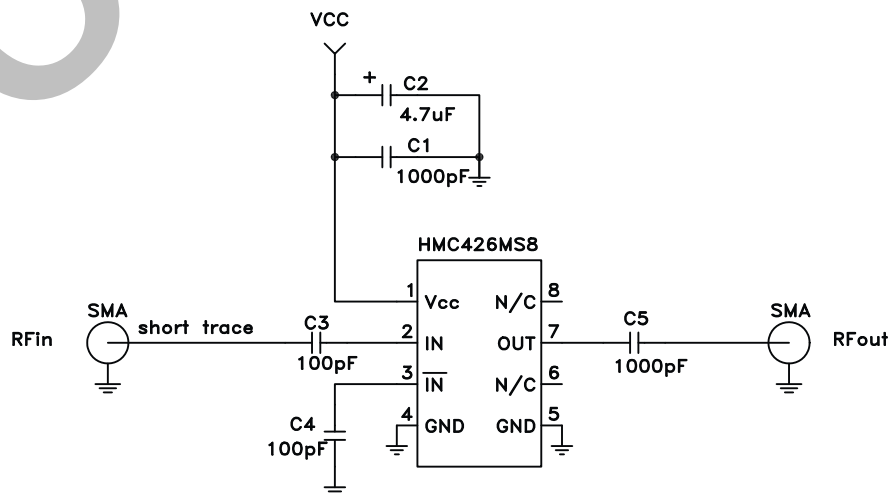 VCC
+
C2
4.7uF
C1
1000pF
HMC426MS8
1
Vcc
N/C
8
SMA
RFin
short trace
C3
100pF
2
IN
OUT
7
C5
1000pF
SMA
RFout
3
IN
N/C
6
C4
100pF
4
GND
GND
5